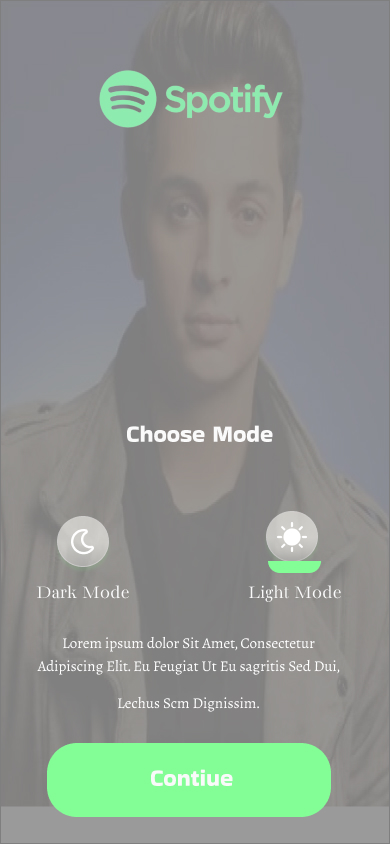 Spotify
Choose Mode
Dark Mode Light Mode
Lorem ipsum dolor Sit Amet, Consectetur
Adipiscing Elit. Eu Feugiat Ut Eu sagritis Sed Dui,
Lechus Scm Dignissim.
Contiue